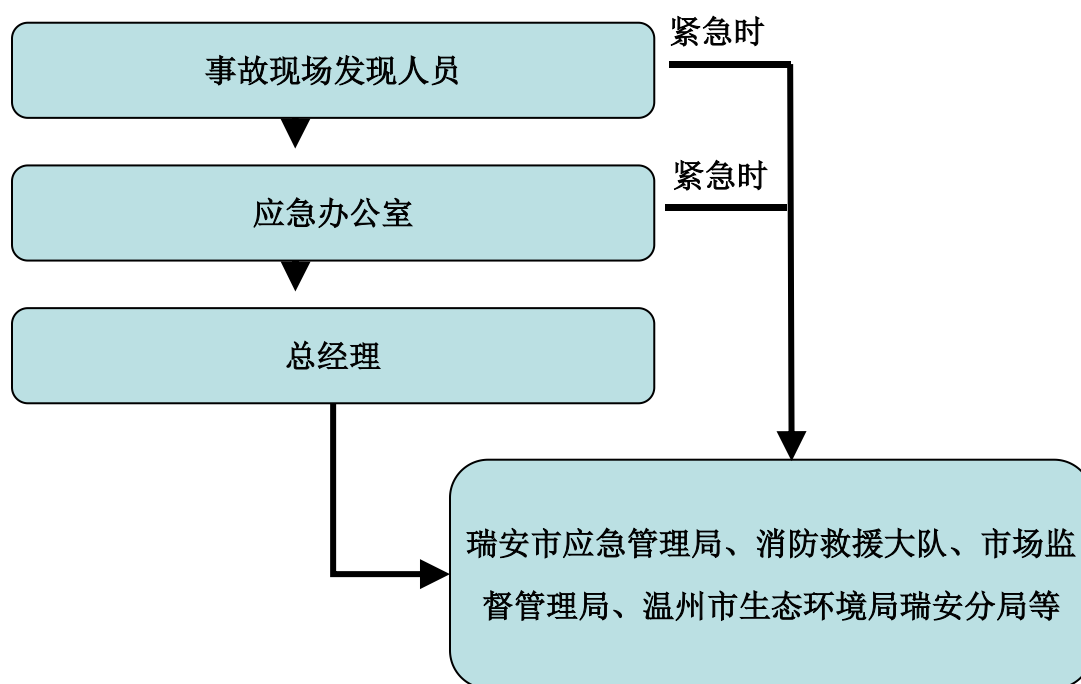 紧急时
事故现场发现人员
紧急时
应急办公室
总经理
瑞安市应急管理局、消防救援大队、市场监
督管理局、温州市生态环境局瑞安分局等